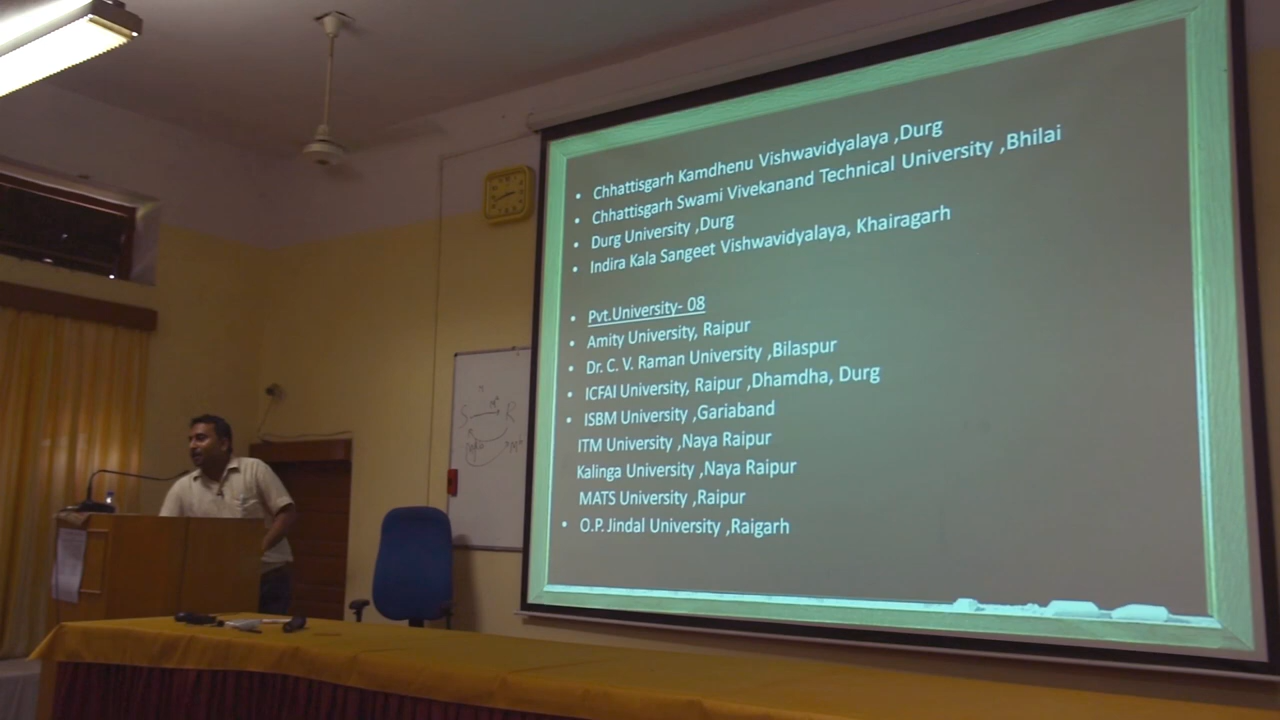 • Chhattisgarh Kamdhenu Vishwavidyalaya ,Durg
• Chhattisgarh Swami Vivekanand Technical University ,Bhilai
• Durg University ,Durg
• Indira Kala Sangeet Vishwavidyalaya, Khairagarh
• Pvt.University- 08
• Amity University, Raipur
• Dr. C. V. Raman University ,Bilaspur
• ICFAI University, Raipur ,Dhamdha, Durg
• ISBM University ,Gariaband
ITM University ,Naya Raipur
Kalinga University ,Naya Raipur
MATS University ,Raipur
• O.P. Jindal University ,Raigarh
S R